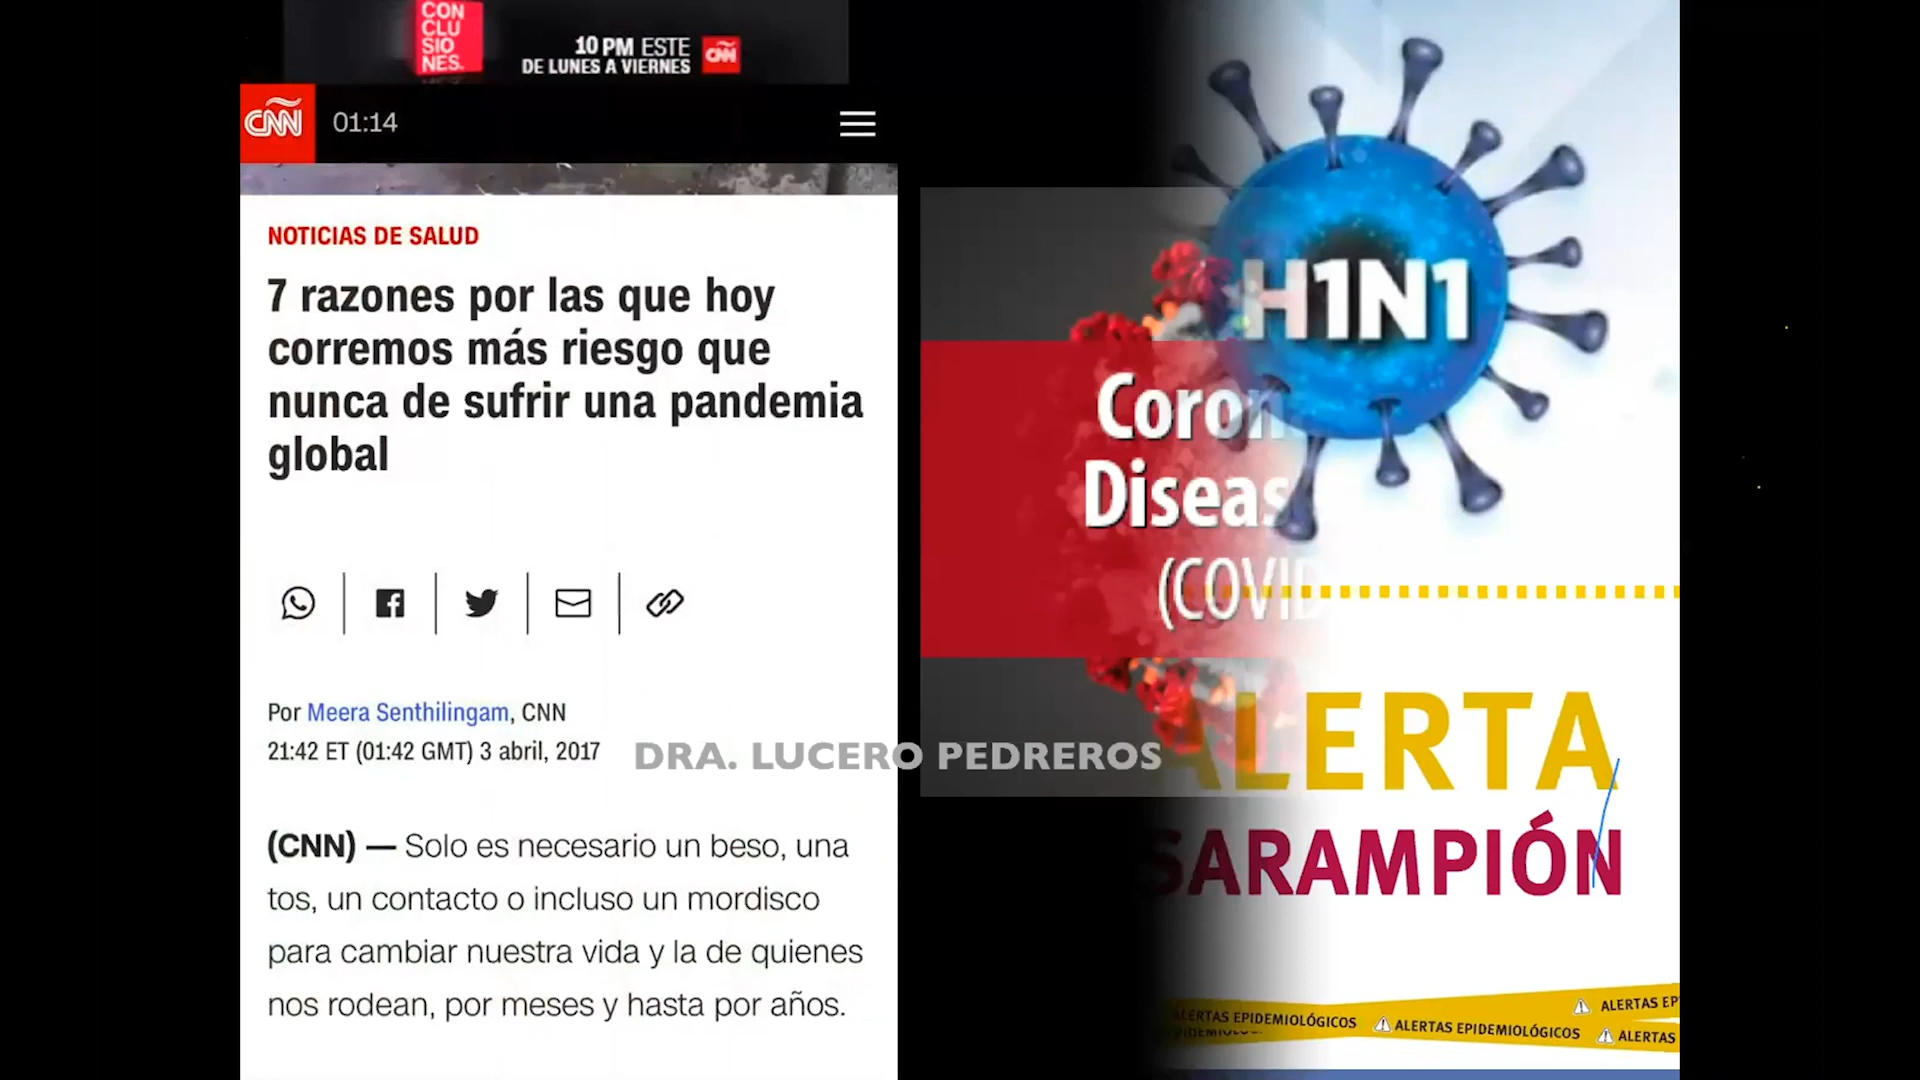 CON
CLU
SIO
NES.
10 PM ESTE
DE LUNES A VIERNES
CNN
CNN
01:14
NOTICIAS DE SALUD
7 razones por las que hoy
corremos más riesgo que
nunca de sufrir una pandemia
global
Por Meera Senthilingam, CNN
21:42 ET (01:42 GMT) 3 abril, 2017
(CNN) — Solo es necesario un beso, una
tos, un contacto o incluso un mordisco
para cambiar nuestra vida y la de quienes
nos rodean, por meses y hasta por años.
DRA. LUCERO PEDREROS
H1N1
Coron
Diseas
(COVID
ALERTA
SARAMPIÓN
ALERTAS EP
ALERTAS EPIDEMIOLÓGICOS
ALERTAS EPIDEMIOLÓGICOS
ALERTAS